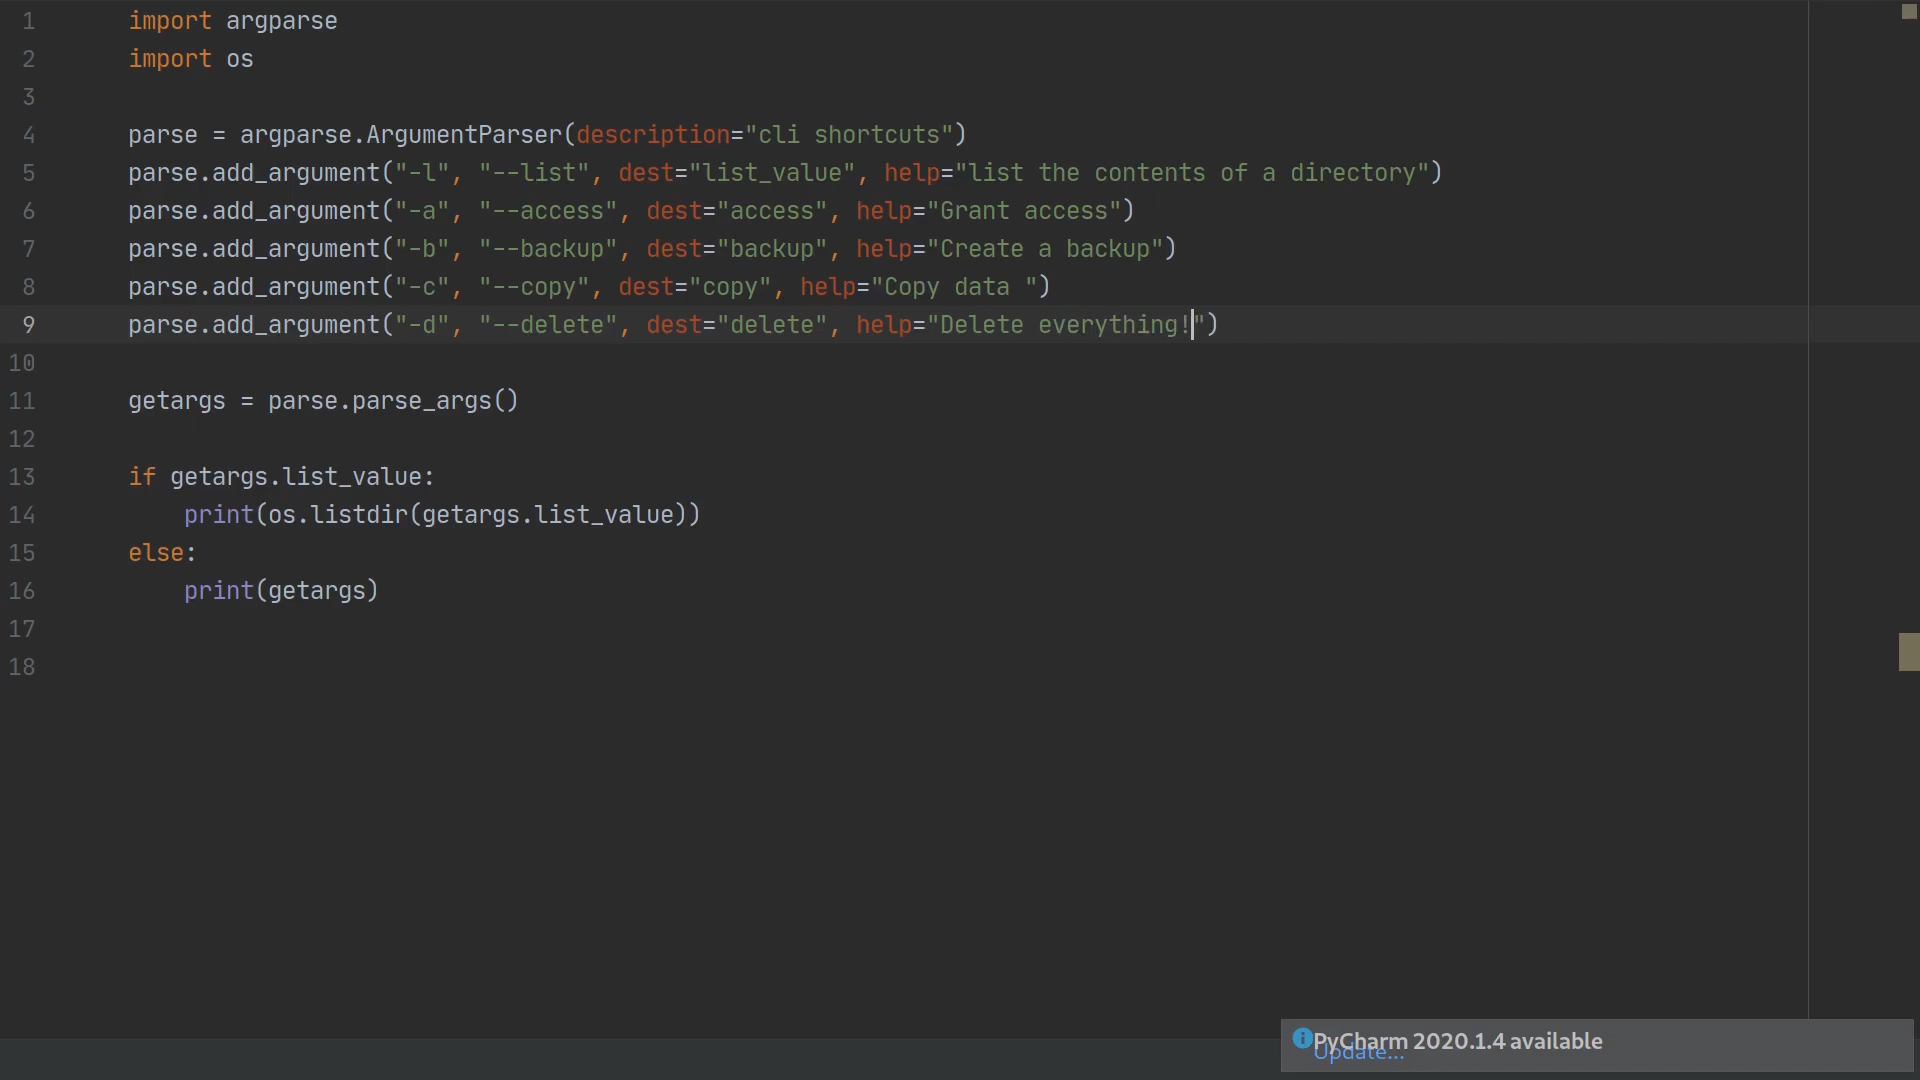 1 import argparse
2 import os
3
4 parse = argparse.ArgumentParser(description="cli shortcuts")
5 parse.add_argument("-l", "--list", dest="list_value", help="list the contents of a directory")
6 parse.add_argument("-a", "--access", dest="access", help="Grant access")
7 parse.add_argument("-b", "--backup", dest="backup", help="Create a backup")
8 parse.add_argument("-c", "--copy", dest="copy", help="Copy data ")
9 parse.add_argument("-d", "--delete", dest="delete", help="Delete everything!")
10
11 getargs = parse.parse_args()
12
13 if getargs.list_value:
14     print(os.listdir(getargs.list_value))
15 else:
16     print(getargs)
17
18
PyCharm 2020.1.4 available
Update...